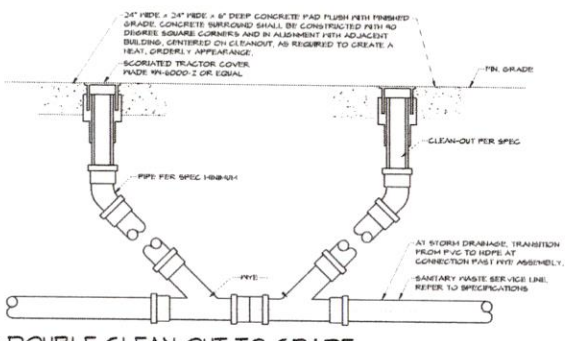 24" WIDE x 24" WIDE x 6" DEEP CONCRETE PAD FLUSH WITH FINISHED
GRADE. CONCRETE SURROUND SHALL BE CONSTRUCTED WITH 90
DEGREE SQUARE CORNERS AND IN ALIGNMENT WITH ADJACENT
BUILDING, CENTERED ON CLEANOUT, AS REQUIRED TO CREATE A
NEAT, ORDERLY APPEARANCE.
SCORIATED TRACTOR COVER
WADE #W-6000-Z OR EQUAL
FIN. GRADE
CLEAN-OUT PER SPEC
PIPE PER SPEC MINIMUM
AT STORM DRAINAGE, TRANSITION
FROM PVC TO HDPE AT
CONNECTION PAST WYE ASSEMBLY.
WYE
SANITARY WASTE SERVICE LINE,
REFER TO SPECIFICATIONS
DOUBLE CLEAN-OUT TO GRADE